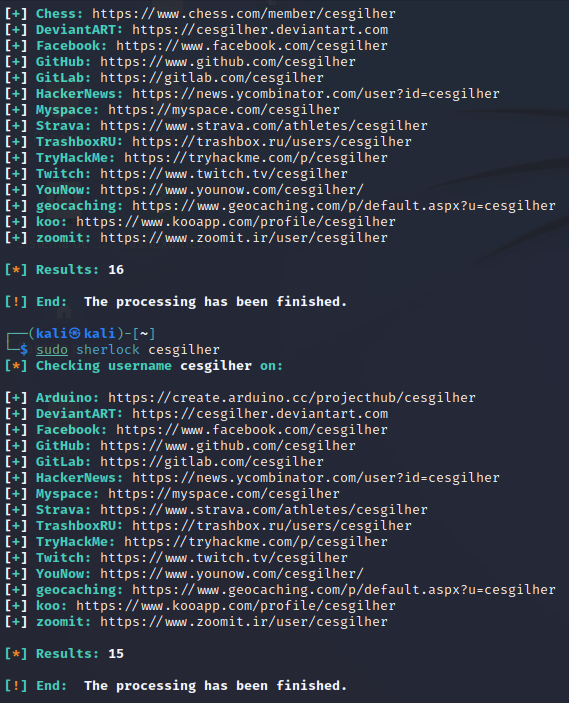 [+] Chess: https://www.chess.com/member/cesgilher
[+] DeviantART: https://cesgilher.deviantart.com
[+] Facebook: https://www.facebook.com/cesgilher
[+] GitHub: https://www.github.com/cesgilher
[+] GitLab: https://gitlab.com/cesgilher
[+] HackerNews: https://news.ycombinator.com/user?id=cesgilher
[+] Myspace: https://myspace.com/cesgilher
[+] Strava: https://www.strava.com/athletes/cesgilher
[+] TrashboxRU: https://trashbox.ru/users/cesgilher
[+] TryHackMe: https://tryhackme.com/p/cesgilher
[+] Twitch: https://www.twitch.tv/cesgilher
[+] YouNow: https://www.younow.com/cesgilher/
[+] geocaching: https://www.geocaching.com/p/default.aspx?u=cesgilher
[+] koo: https://www.kooapp.com/profile/cesgilher
[+] zoomit: https://www.zoomit.ir/user/cesgilher
[*] Results: 16
[!] End:  The processing has been finished.
┌──(kali㉿kali)-[~]
└─$ sudo sherlock cesgilher
[*] Checking username cesgilher on:
[+] Arduino: https://create.arduino.cc/projecthub/cesgilher
[+] DeviantART: https://cesgilher.deviantart.com
[+] Facebook: https://www.facebook.com/cesgilher
[+] GitHub: https://www.github.com/cesgilher
[+] GitLab: https://gitlab.com/cesgilher
[+] HackerNews: https://news.ycombinator.com/user?id=cesgilher
[+] Myspace: https://myspace.com/cesgilher
[+] Strava: https://www.strava.com/athletes/cesgilher
[+] TrashboxRU: https://trashbox.ru/users/cesgilher
[+] TryHackMe: https://tryhackme.com/p/cesgilher
[+] Twitch: https://www.twitch.tv/cesgilher
[+] YouNow: https://www.younow.com/cesgilher/
[+] geocaching: https://www.geocaching.com/p/default.aspx?u=cesgilher
[+] koo: https://www.kooapp.com/profile/cesgilher
[+] zoomit: https://www.zoomit.ir/user/cesgilher
[*] Results: 15
[!] End:  The processing has been finished.